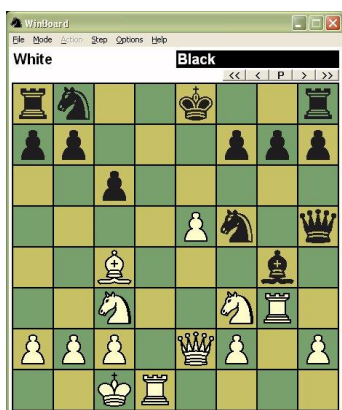 WinBoard
File Mode Action Step Options Help
White Black
<< < P > >>